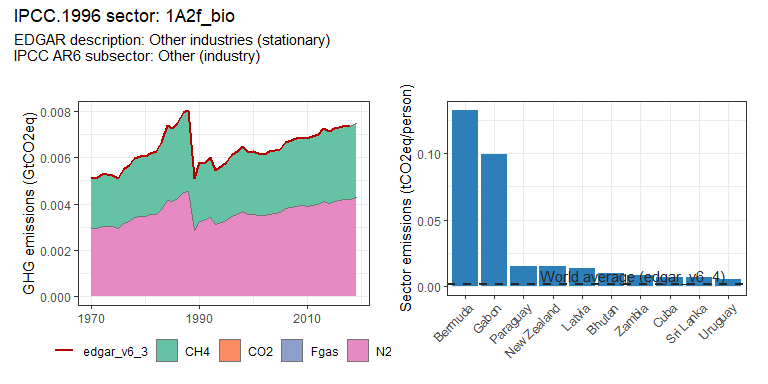 IPCC.1996 sector: 1A2f_bio
EDGAR description: Other industries (stationary)
IPCC AR6 subsector: Other (industry)
GHG emissions (GtCO2eq)
0.008
0.006
0.004
0.002
0.000
1970
1990
2010
edgar_v6_3
CH4
CO2
Fgas
N2
Sector emissions (tCO2eq/person)
0.10
0.05
0.00
World average (edgar_v6_4)
Bermuda
Gabon
Paraguay
New Zealand
Latvia
Bhutan
Zambia
Cuba
Sri Lanka
Uruguay